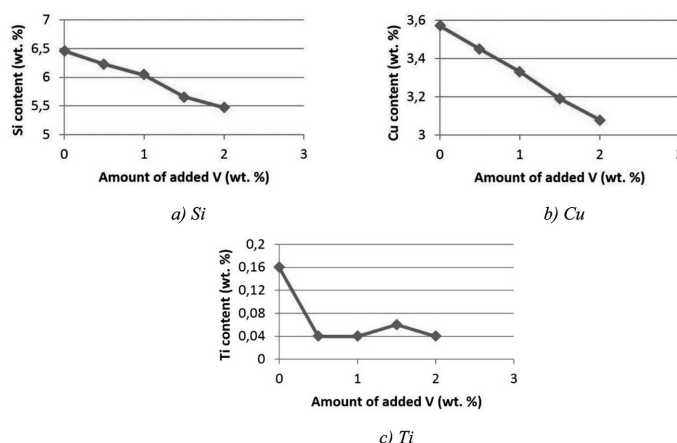 7
6,5
6
5,5
5
0 1 2 3
Si content (wt. %)
Amount of added V (wt. %)
a) Si
3,6
3,4
3,2
3
0 1 2 3
Cu content (wt. %)
Amount of added V (wt. %)
b) Cu
0,2
0,16
0,12
0,08
0,04
0
0 1 2 3
Ti content (wt. %)
Amount of added V (wt. %)
c) Ti